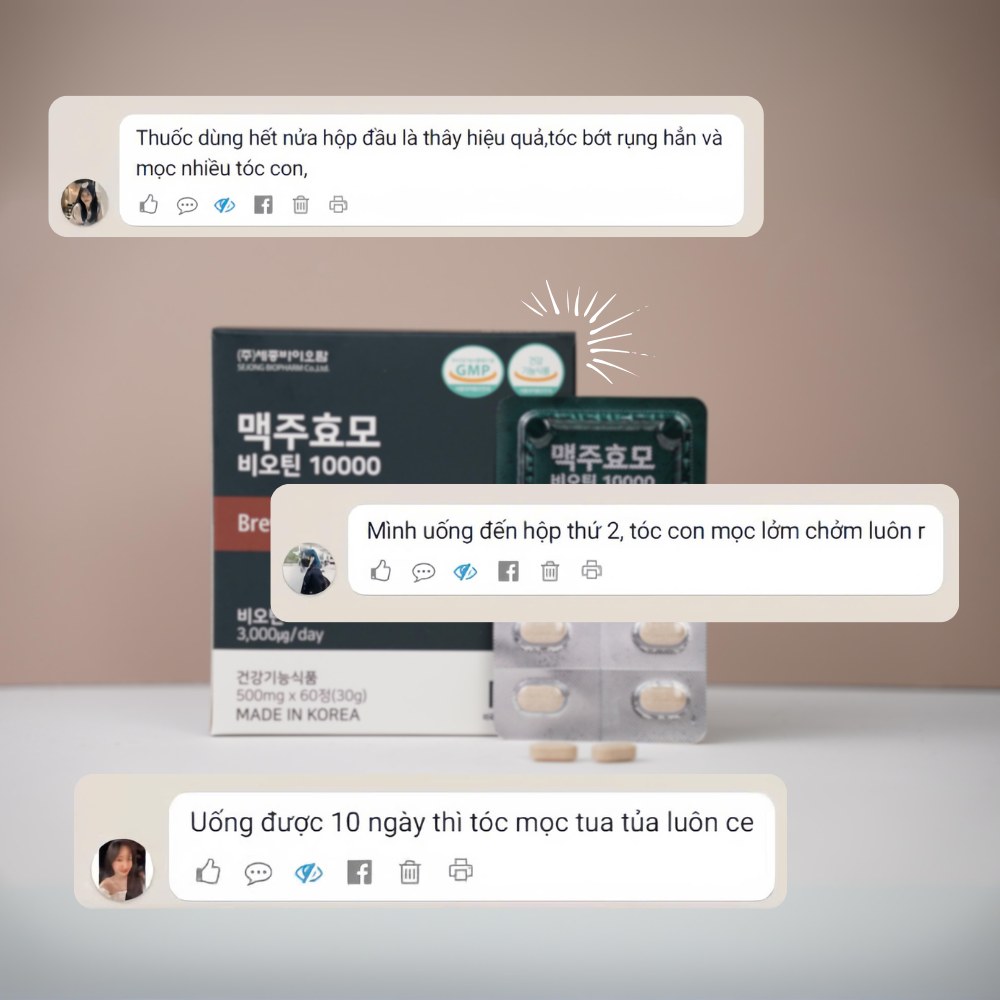 Thuốc dùng hết nửa hộp đầu là thây hiệu quả,tóc bớt rụng hẳn và
mọc nhiều tóc con,
(주)세종바이오팜
SEJONG BIOPHARM Co.,Ltd.
GMP
건강
기능식품
맥주효모
비오틴 10000
맥주효모
비오틴 10000
Bre
Mình uống đến hộp thứ 2, tóc con mọc lởm chởm luôn r
비오틴
3,000µg/day
건강기능식품
500mg x 60정(30g)
MADE IN KOREA
Uống được 10 ngày thì tóc mọc tua tủa luôn ce